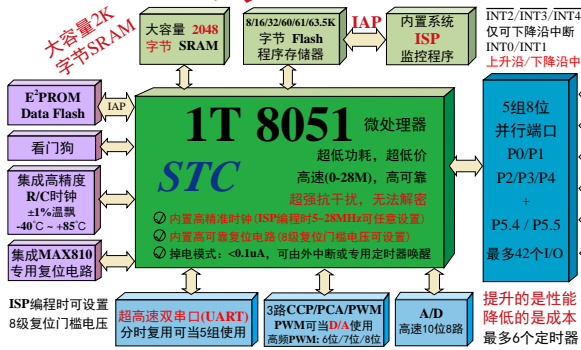 大容量2K
字节SRAM
大容量 2048
字节 SRAM
8/16/32/60/61/63.5K
字节 Flash
程序存储器
IAP
内置系统
ISP
监控程序
INT2/INT3/INT4
仅可下降沿中断
INT0/INT1
上升沿/下降沿中
E²PROM
Data Flash
IAP
看门狗
集成高精度
R/C时钟
±1%温飘
-40℃ ~ +85℃
集成MAX810
专用复位电路
1T 8051 微处理器
STC
超低功耗，超低价
高速(0-28M)，高可靠
超强抗干扰，无法解密
内置高精准时钟(ISP编程时5-28MHz可任意设置)
内置高可靠复位电路(8级复位门槛电压可设置)
掉电模式：<0.1uA，可由外中断或专用定时器唤醒
5组8位
并行端口
P0/P1
P2/P3/P4
+
P5.4 / P5.5
最多42个I/O
ISP编程时可设置
8级复位门槛电压
超高速双串口(UART)
分时复用可当5组使用
3路CCP/PCA/PWM
PWM可当D/A使用
高频PWM: 6位/7位/8位
A/D
高速10位8路
提升的是性能
降低的是成本
最多6个定时器